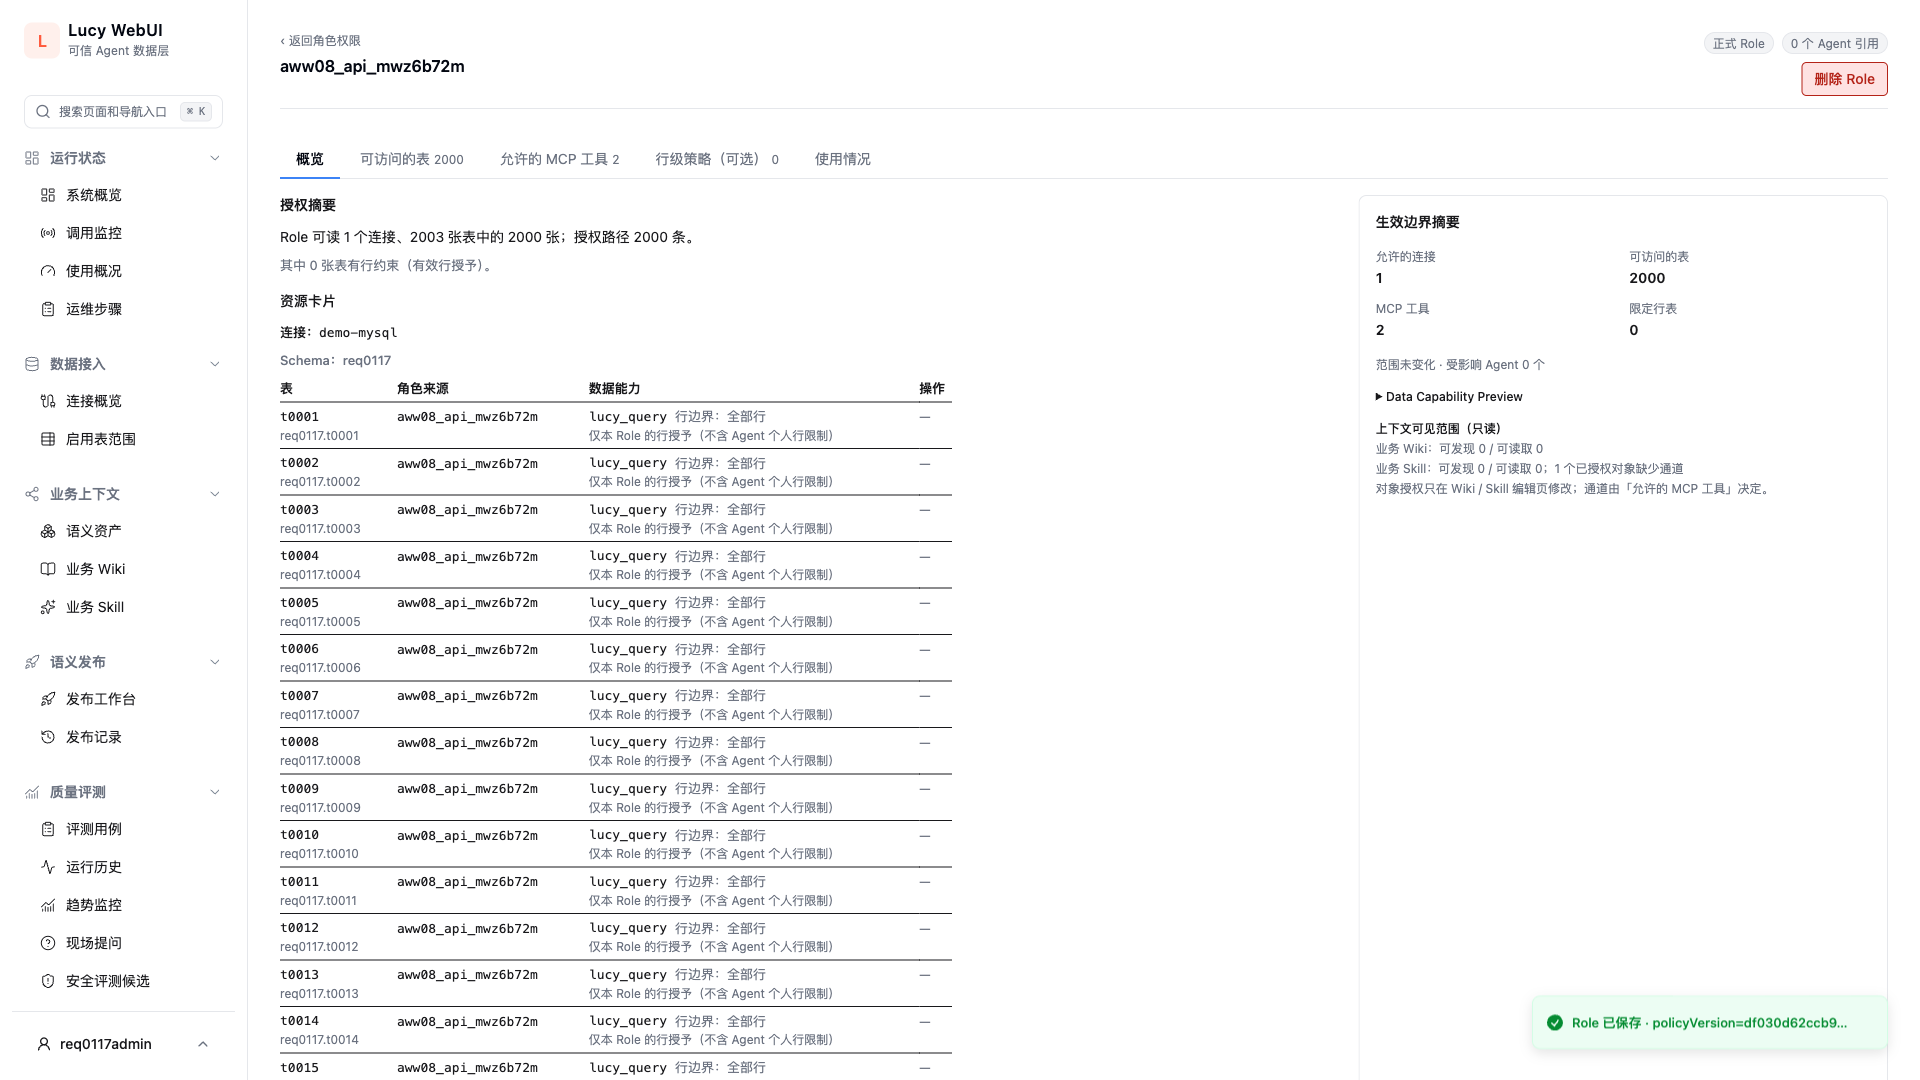 L
Lucy WebUI
可信 Agent 数据层
搜索页面和导航入口 ⌘ K
运行状态
系统概览
调用监控
使用概况
运维步骤
数据接入
连接概览
启用表范围
业务上下文
语义资产
业务 Wiki
业务 Skill
语义发布
发布工作台
发布记录
质量评测
评测用例
运行历史
趋势监控
现场提问
安全评测候选
req0117admin
‹ 返回角色权限
aww08_api_mwz6b72m
正式 Role
0 个 Agent 引用
删除 Role
概览
可访问的表 2000
允许的 MCP 工具 2
行级策略（可选） 0
使用情况
授权摘要
Role 可读 1 个连接、2003 张表中的 2000 张；授权路径 2000 条。
其中 0 张表有行约束（有效行授予）。
资源卡片
连接：demo-mysql
Schema：req0117
表 角色来源 数据能力 操作
t0001 aww08_api_mwz6b72m lucy_query 行边界：全部行 —
req0117.t0001 仅本 Role 的行授予（不含 Agent 个人行限制）
t0002 aww08_api_mwz6b72m lucy_query 行边界：全部行 —
req0117.t0002 仅本 Role 的行授予（不含 Agent 个人行限制）
t0003 aww08_api_mwz6b72m lucy_query 行边界：全部行 —
req0117.t0003 仅本 Role 的行授予（不含 Agent 个人行限制）
t0004 aww08_api_mwz6b72m lucy_query 行边界：全部行 —
req0117.t0004 仅本 Role 的行授予（不含 Agent 个人行限制）
t0005 aww08_api_mwz6b72m lucy_query 行边界：全部行 —
req0117.t0005 仅本 Role 的行授予（不含 Agent 个人行限制）
t0006 aww08_api_mwz6b72m lucy_query 行边界：全部行 —
req0117.t0006 仅本 Role 的行授予（不含 Agent 个人行限制）
t0007 aww08_api_mwz6b72m lucy_query 行边界：全部行 —
req0117.t0007 仅本 Role 的行授予（不含 Agent 个人行限制）
t0008 aww08_api_mwz6b72m lucy_query 行边界：全部行 —
req0117.t0008 仅本 Role 的行授予（不含 Agent 个人行限制）
t0009 aww08_api_mwz6b72m lucy_query 行边界：全部行 —
req0117.t0009 仅本 Role 的行授予（不含 Agent 个人行限制）
t0010 aww08_api_mwz6b72m lucy_query 行边界：全部行 —
req0117.t0010 仅本 Role 的行授予（不含 Agent 个人行限制）
t0011 aww08_api_mwz6b72m lucy_query 行边界：全部行 —
req0117.t0011 仅本 Role 的行授予（不含 Agent 个人行限制）
t0012 aww08_api_mwz6b72m lucy_query 行边界：全部行 —
req0117.t0012 仅本 Role 的行授予（不含 Agent 个人行限制）
t0013 aww08_api_mwz6b72m lucy_query 行边界：全部行 —
req0117.t0013 仅本 Role 的行授予（不含 Agent 个人行限制）
t0014 aww08_api_mwz6b72m lucy_query 行边界：全部行 —
req0117.t0014 仅本 Role 的行授予（不含 Agent 个人行限制）
t0015 aww08_api_mwz6b72m lucy_query 行边界：全部行 —
生效边界摘要
允许的连接 可访问的表
1 2000
MCP 工具 限定行表
2 0
范围未变化 · 受影响 Agent 0 个
Data Capability Preview
上下文可见范围（只读）
业务 Wiki：可发现 0 / 可读取 0
业务 Skill：可发现 0 / 可读取 0；1 个已授权对象缺少通道
对象授权只在 Wiki / Skill 编辑页修改；通道由「允许的 MCP 工具」决定。
Role 已保存 · policyVersion=df030d62ccb9...